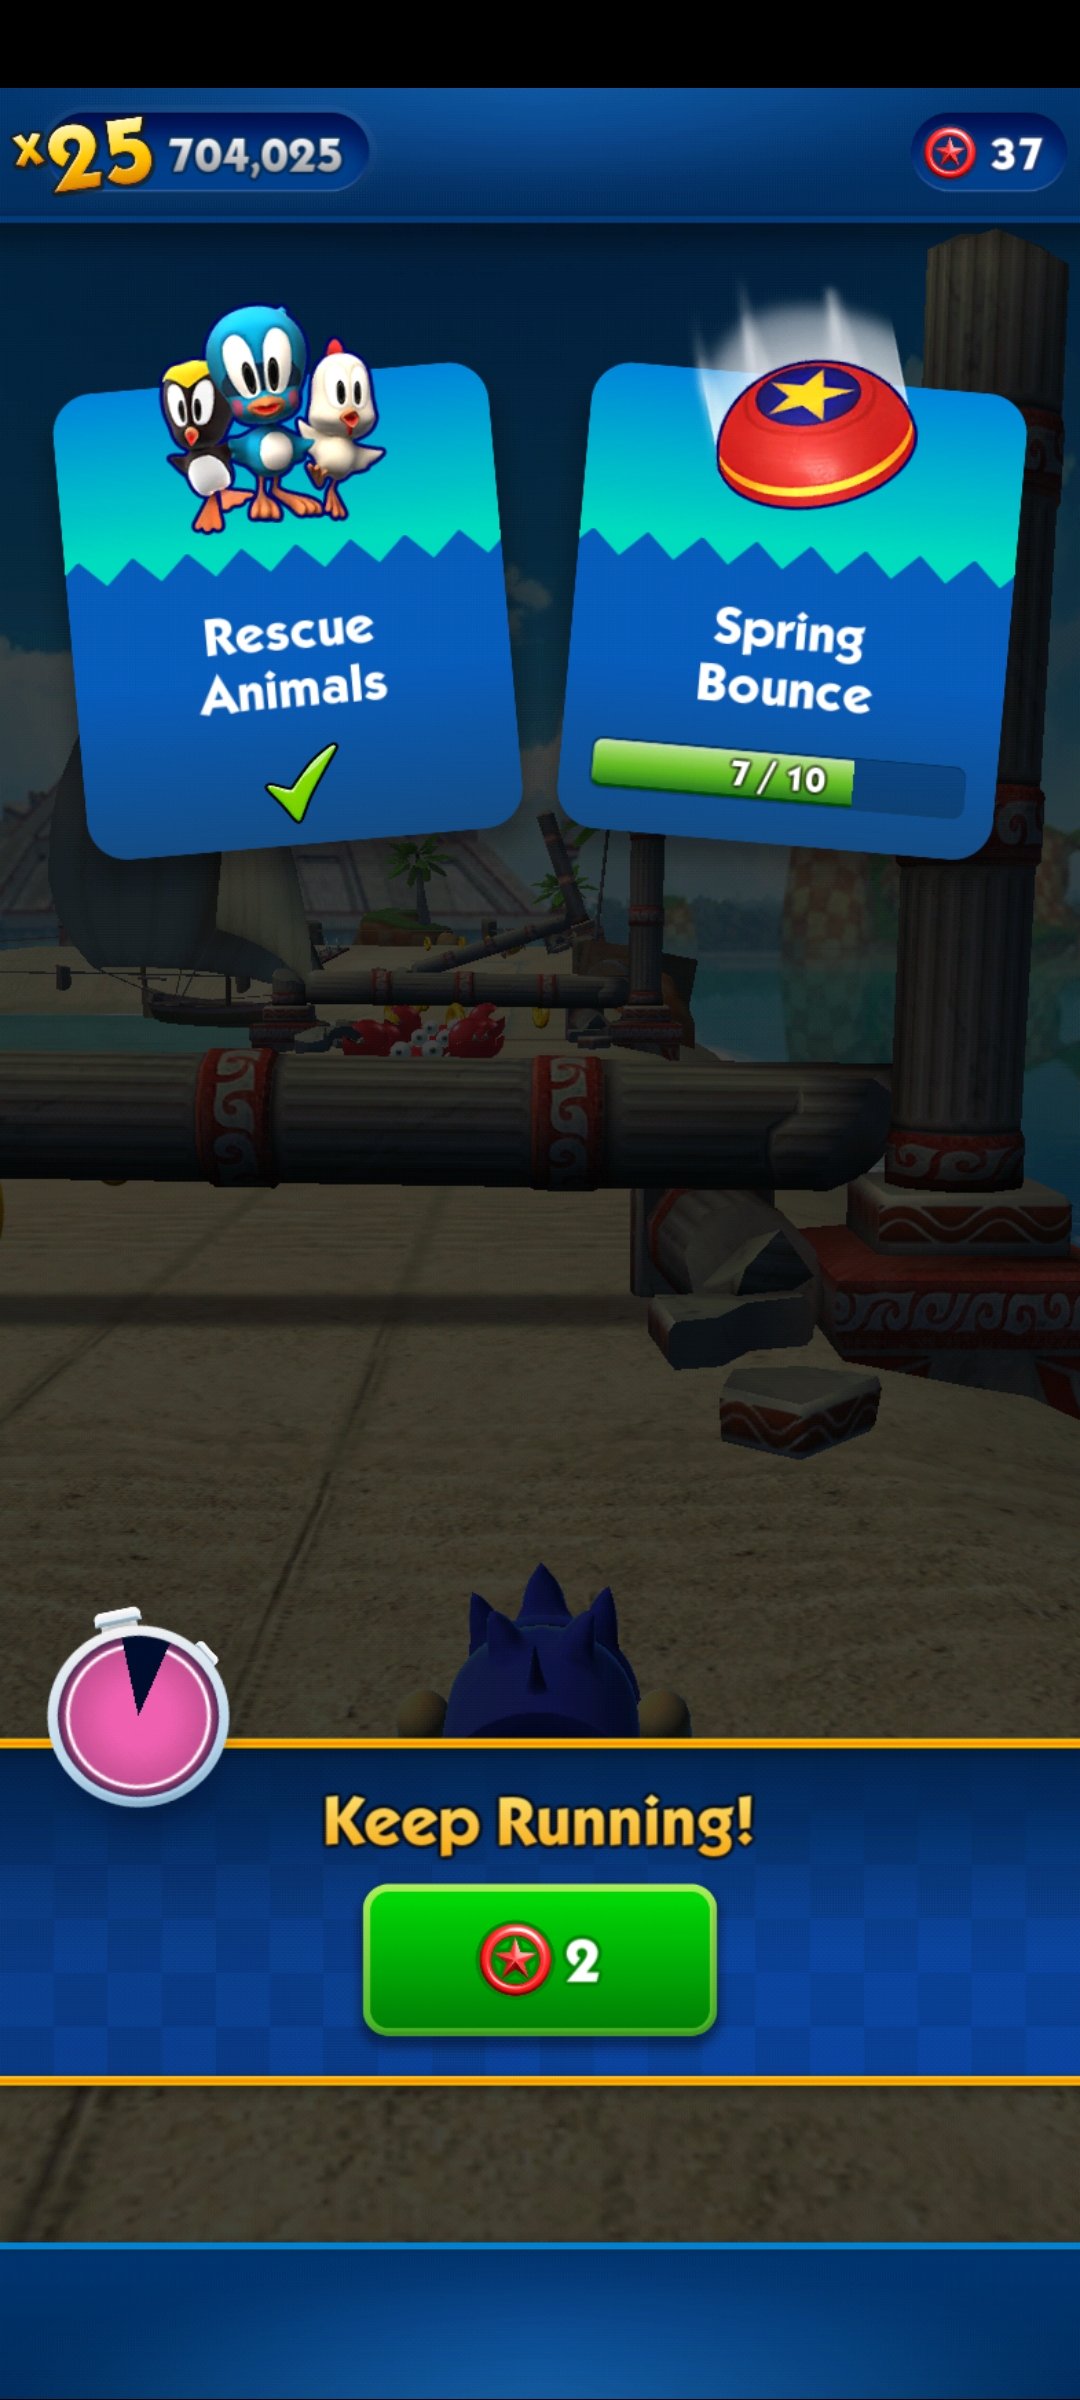 x25 704,025
37
Rescue
Animals
Spring
Bounce
7 / 10
Keep Running!
2